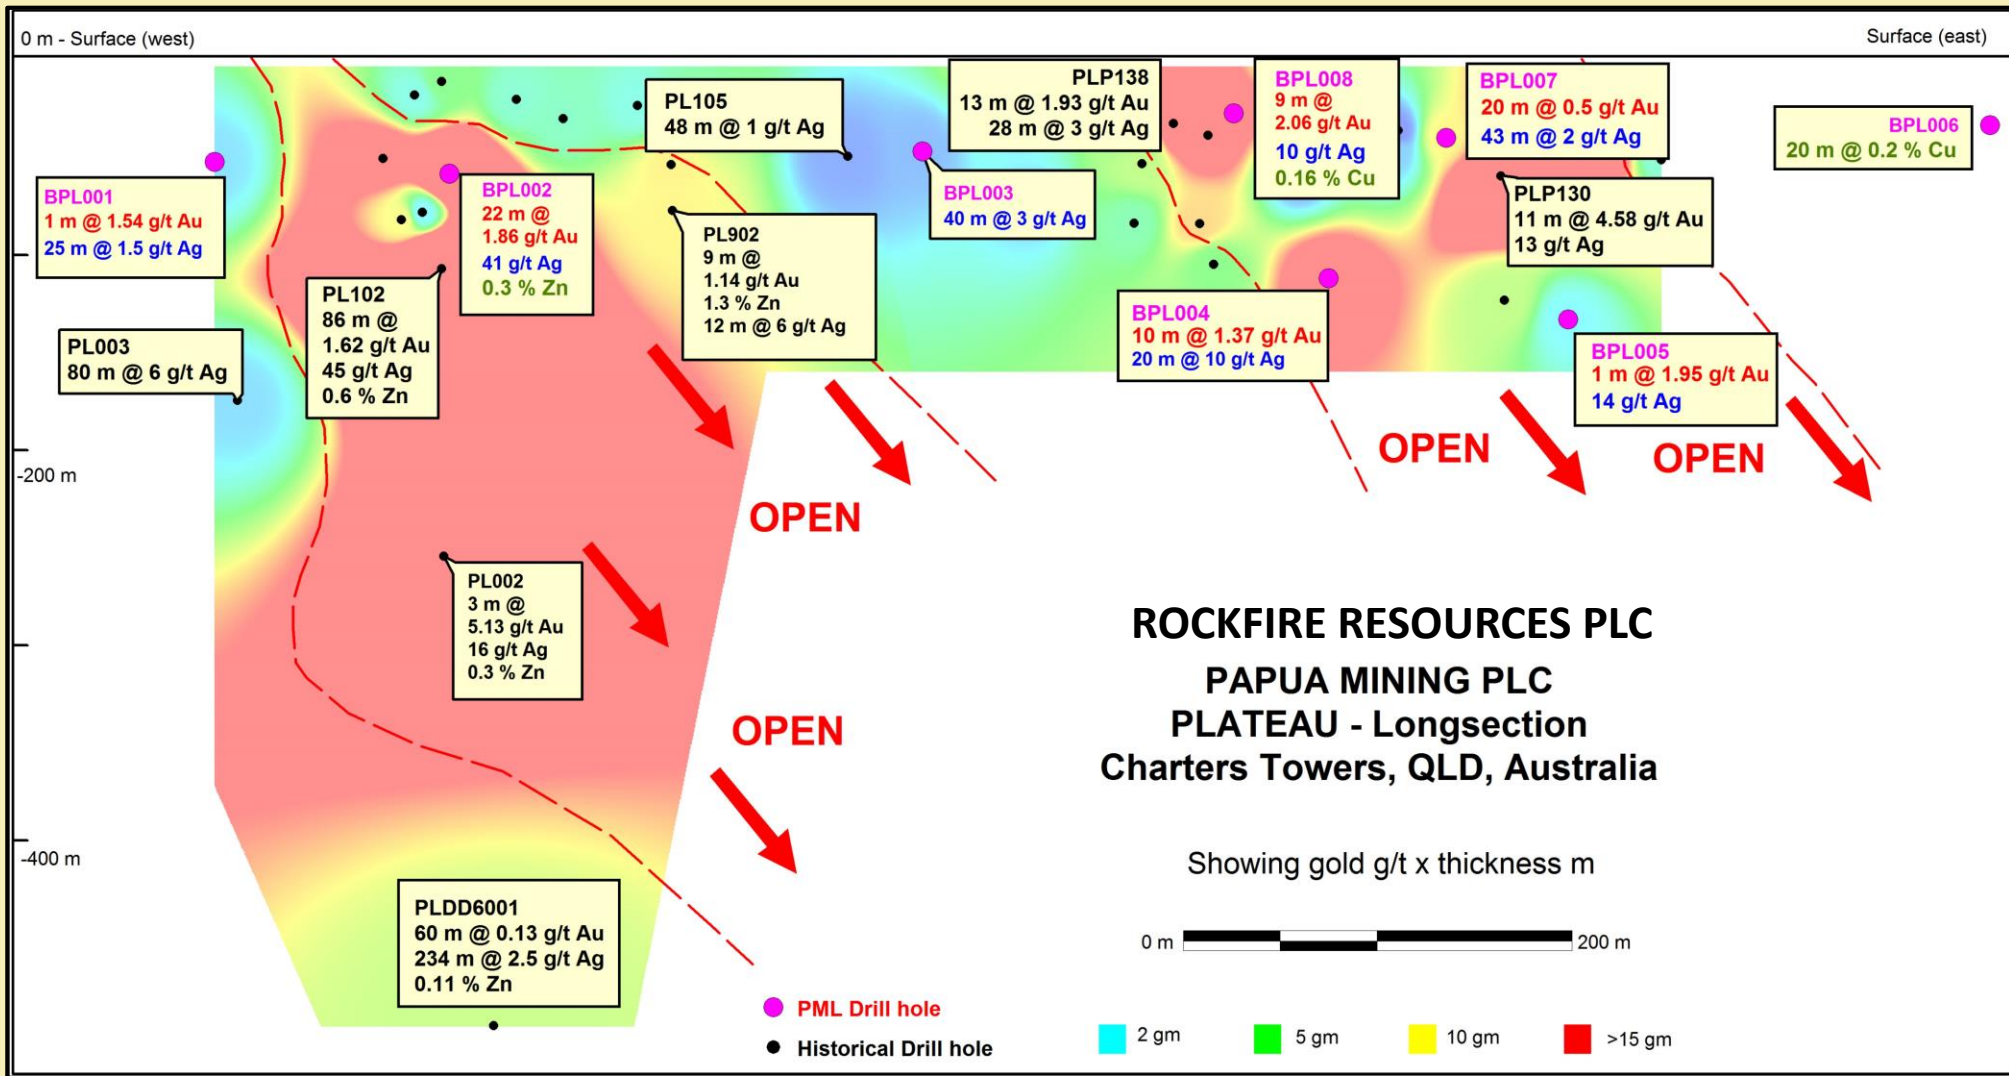 0 m - Surface (west)
Surface (east)
BPL001
1 m @ 1.54 g/t Au
25 m @ 1.5 g/t Ag
PL003
80 m @ 6 g/t Ag
PL102
86 m @
1.62 g/t Au
45 g/t Ag
0.6 % Zn
BPL002
22 m @
1.86 g/t Au
41 g/t Ag
0.3 % Zn
PL105
48 m @ 1 g/t Ag
PL902
9 m @
1.14 g/t Au
1.3 % Zn
12 m @ 6 g/t Ag
BPL003
40 m @ 3 g/t Ag
PLP138
13 m @ 1.93 g/t Au
28 m @ 3 g/t Ag
BPL008
9 m @
2.06 g/t Au
10 g/t Ag
0.16 % Cu
BPL007
20 m @ 0.5 g/t Au
43 m @ 2 g/t Ag
BPL006
20 m @ 0.2 % Cu
PLP130
11 m @ 4.58 g/t Au
13 g/t Ag
BPL004
10 m @ 1.37 g/t Au
20 m @ 10 g/t Ag
BPL005
1 m @ 1.95 g/t Au
14 g/t Ag
-200 m
OPEN
OPEN
OPEN
PL002
3 m @
5.13 g/t Au
16 g/t Ag
0.3 % Zn
OPEN
ROCKFIRE RESOURCES PLC
PAPUA MINING PLC
PLATEAU - Longsection
Charters Towers, QLD, Australia
-400 m
Showing gold g/t x thickness m
0 m
200 m
PLDD6001
60 m @ 0.13 g/t Au
234 m @ 2.5 g/t Ag
0.11 % Zn
PML Drill hole
Historical Drill hole
2 gm
5 gm
10 gm
>15 gm